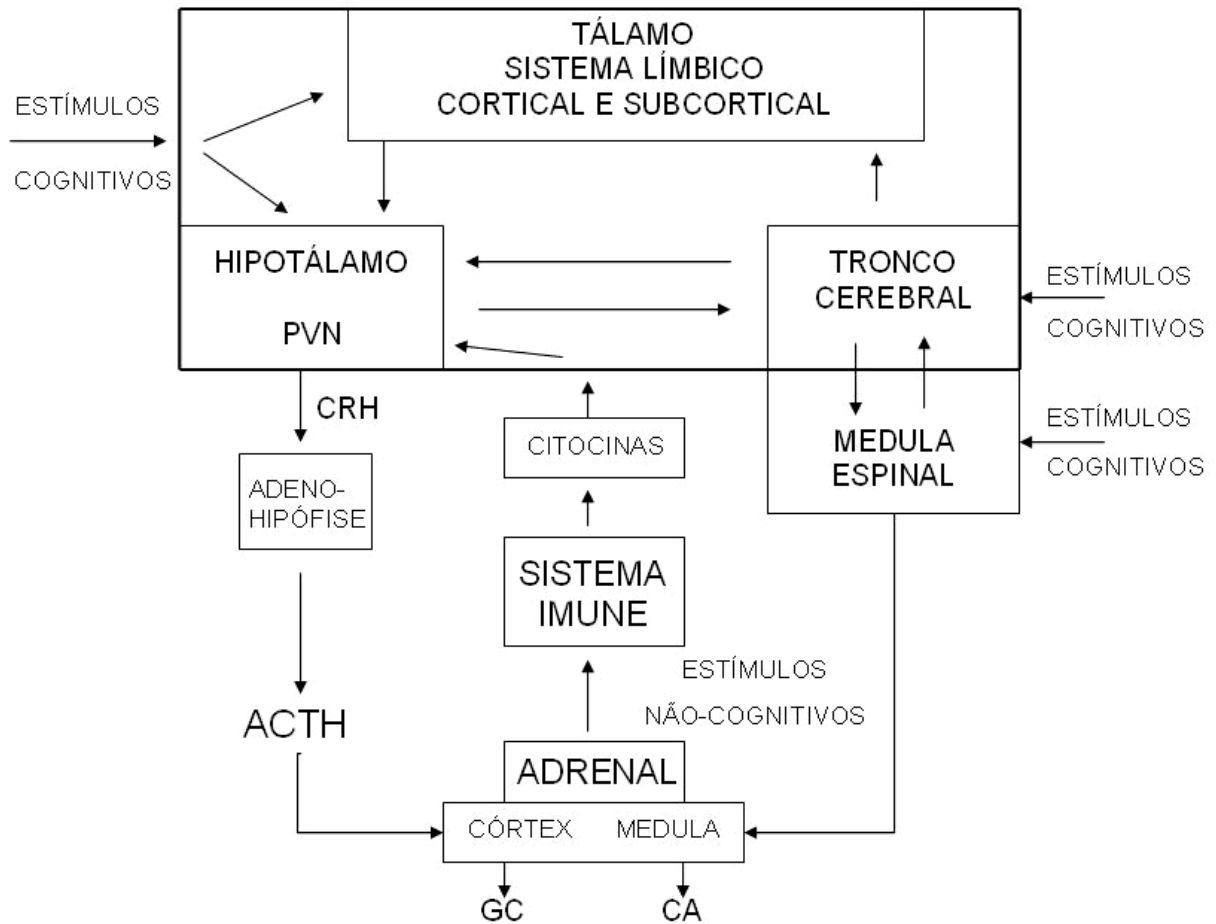 TÁLAMO
SISTEMA LÍMBICO
CORTICAL E SUBCORTICAL
ESTÍMULOS
COGNITIVOS
HIPOTÁLAMO
PVN
TRONCO
CEREBRAL
ESTÍMULOS
COGNITIVOS
CRH
CITOCINAS
MEDULA
ESPINAL
ESTÍMULOS
COGNITIVOS
ADENO-
HIPÓFISE
SISTEMA
IMUNE
ESTÍMULOS
NÃO-COGNITIVOS
ACTH
ADRENAL
CÓRTEX MEDULA
GC CA